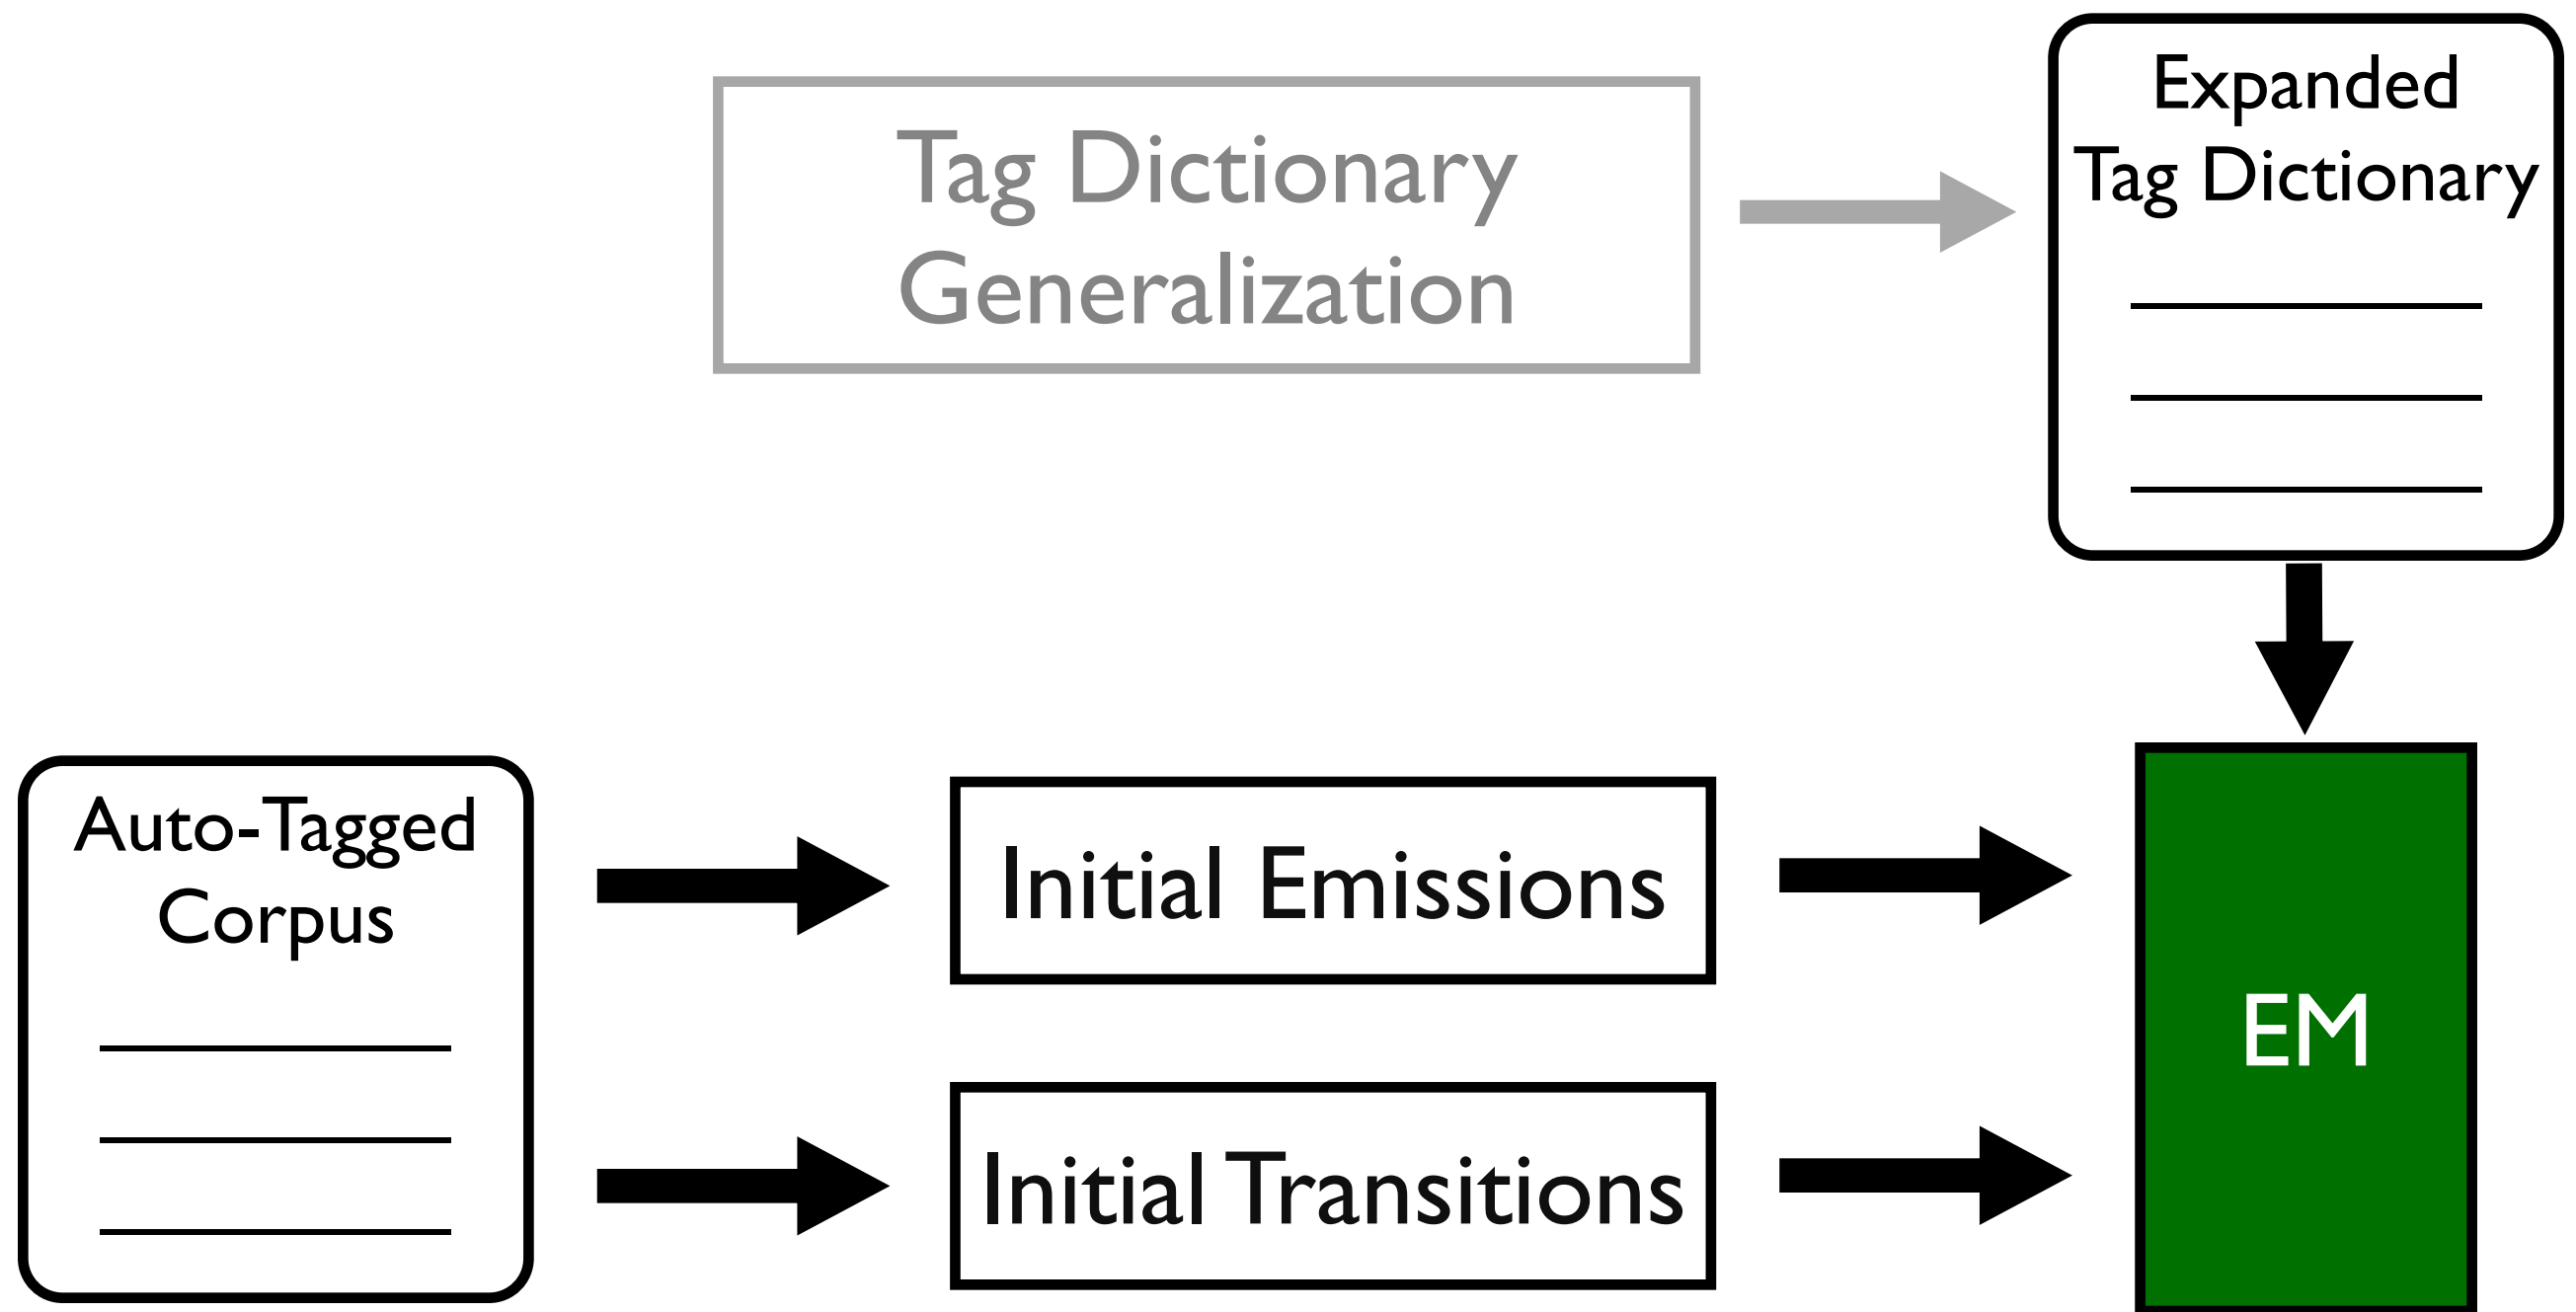 Tag Dictionary
Generalization
Expanded
Tag Dictionary
Auto-Tagged
Corpus
Initial Emissions
Initial Transitions
EM